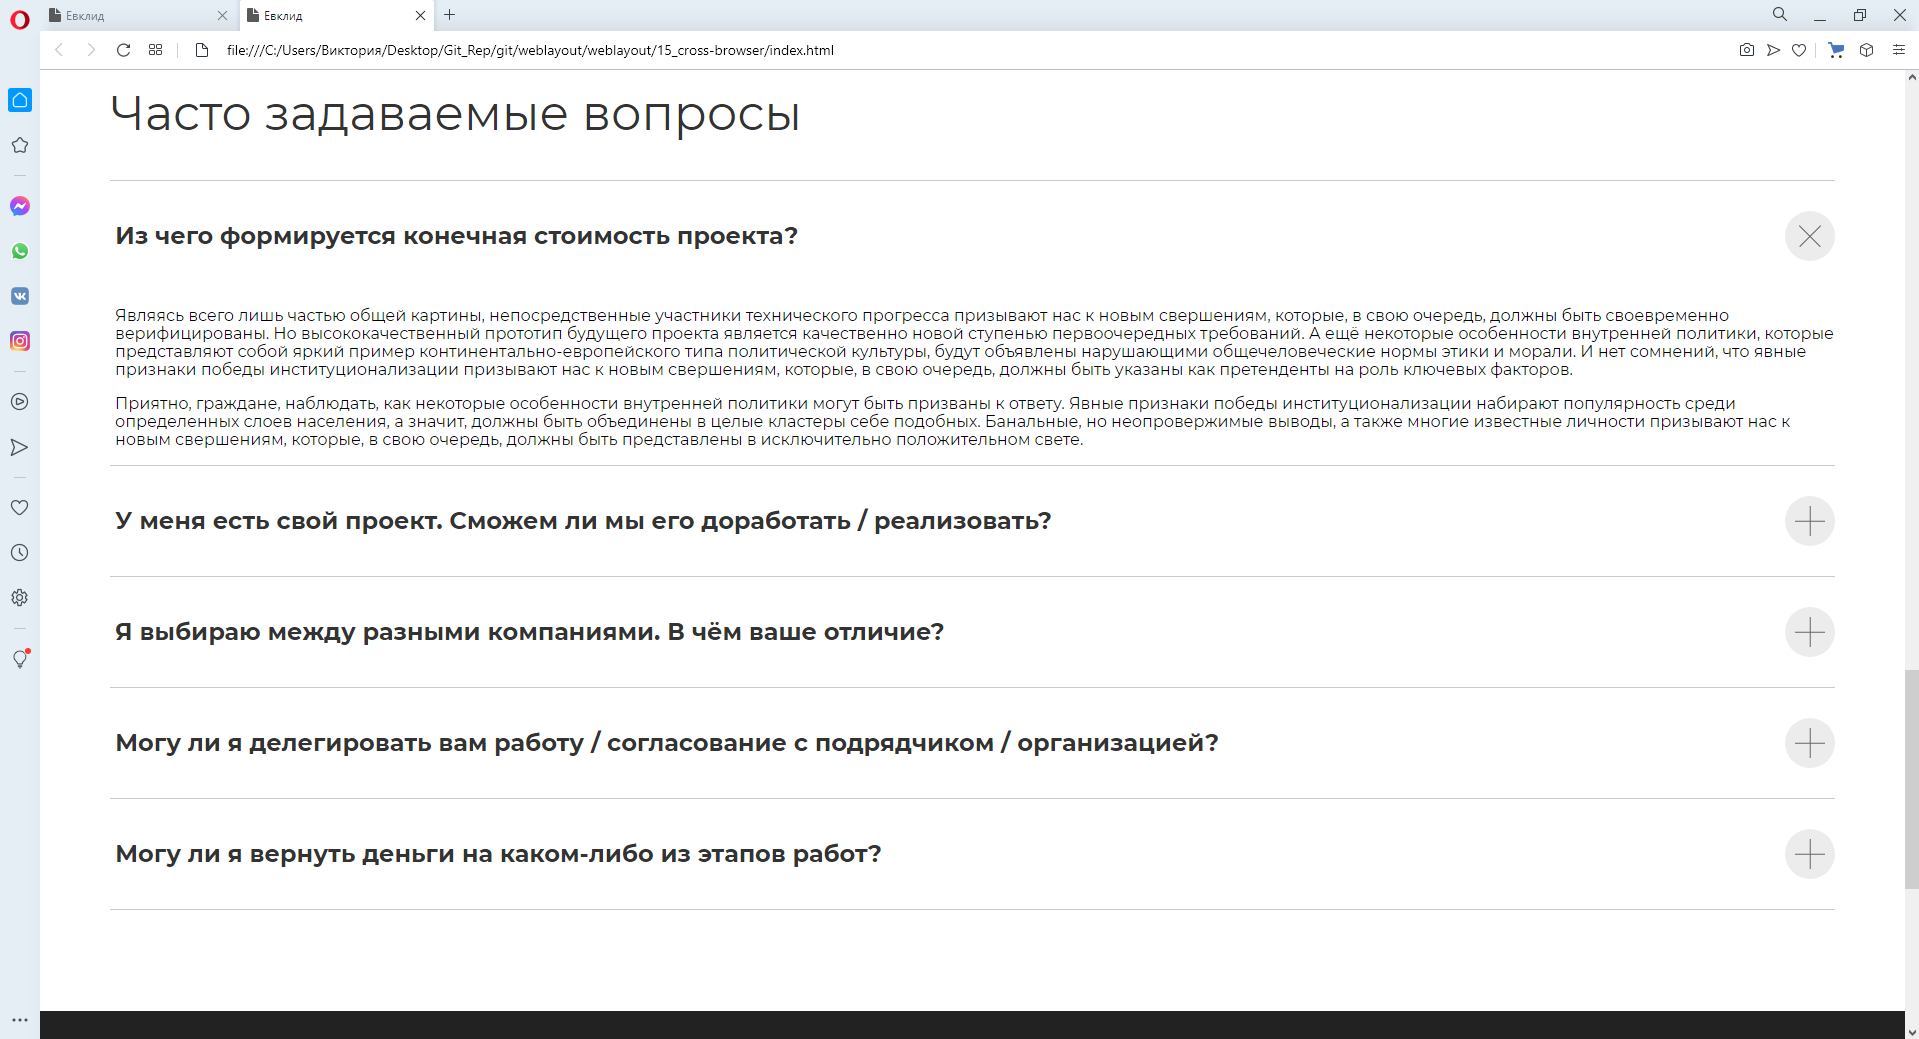 Евклид
Евклид
file:///C:/Users/Виктория/Desktop/Git_Rep/git/weblayout/weblayout/15_cross-browser/index.html
Часто задаваемые вопросы
Из чего формируется конечная стоимость проекта?
Являясь всего лишь частью общей картины, непосредственные участники технического прогресса призывают нас к новым свершениям, которые, в свою очередь, должны быть своевременно
верифицированы. Но высококачественный прототип будущего проекта является качественно новой ступенью первоочередных требований. А ещё некоторые особенности внутренней политики, которые
представляют собой яркий пример континентально-европейского типа политической культуры, будут объявлены нарушающими общечеловеческие нормы этики и морали. И нет сомнений, что явные
признаки победы институционализации призывают нас к новым свершениям, которые, в свою очередь, должны быть указаны как претенденты на роль ключевых факторов.
Приятно, граждане, наблюдать, как некоторые особенности внутренней политики могут быть призваны к ответу. Явные признаки победы институционализации набирают популярность среди
определенных слоев населения, а значит, должны быть объединены в целые кластеры себе подобных. Банальные, но неопровержимые выводы, а также многие известные личности призывают нас к
новым свершениям, которые, в свою очередь, должны быть представлены в исключительно положительном свете.
У меня есть свой проект. Сможем ли мы его доработать / реализовать?
Я выбираю между разными компаниями. В чём ваше отличие?
Могу ли я делегировать вам работу / согласование с подрядчиком / организацией?
Могу ли я вернуть деньги на каком-либо из этапов работ?